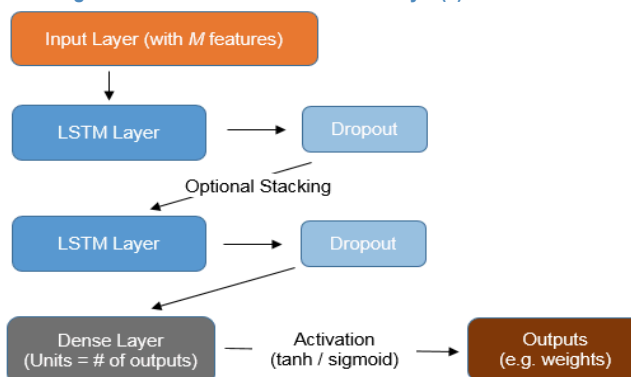 Input Layer (with M features)
LSTM Layer
Dropout
Optional Stacking
LSTM Layer
Dropout
Dense Layer
(Units = # of outputs)
Activation
(tanh / sigmoid)
Outputs
(e.g. weights)